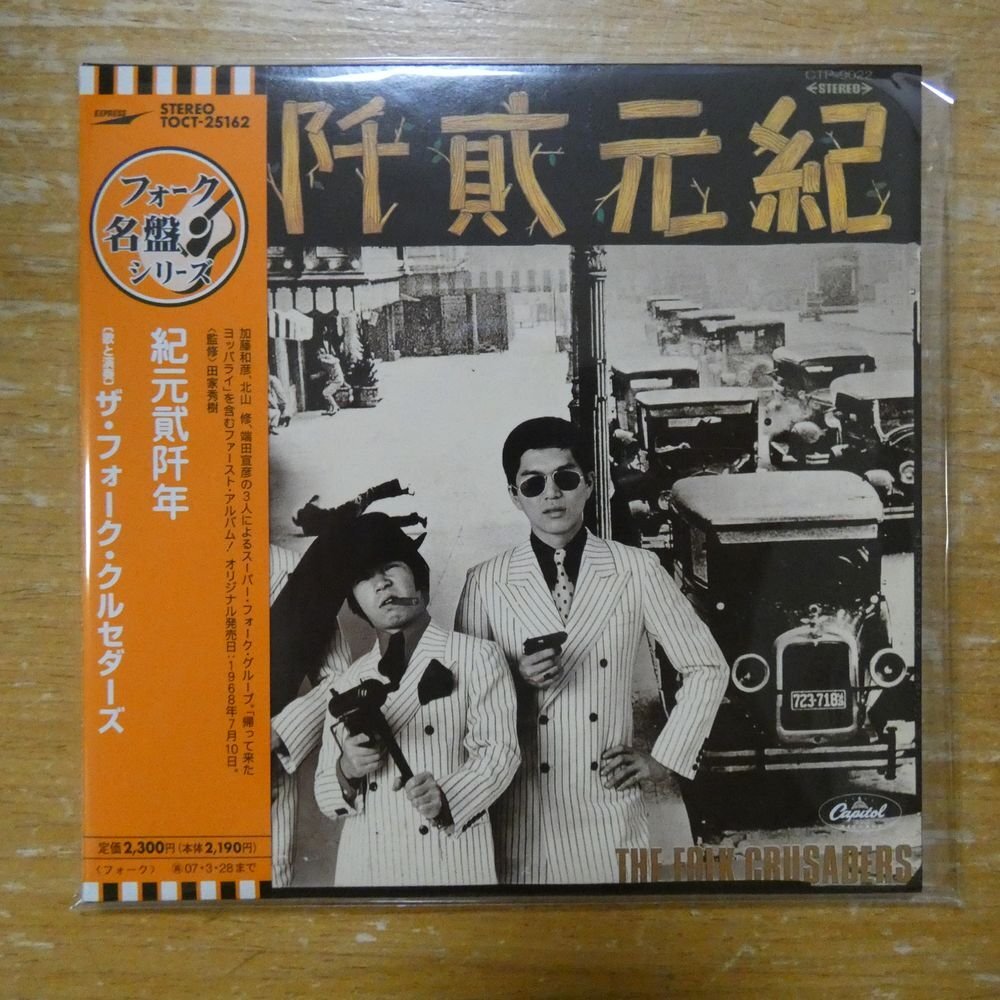 EXPRESS
STEREO
TOCT-25162
フォーク
名盤
シリーズ
紀元貮阡年
〔歌と演奏〕ザ・フォーク・クルセダーズ
加藤和彦、北山 修、端田宣彦の3人によるスーパー・フォーク・グループ。「帰って来た
ヨッパライ」を含むファースト・アルバム! オリジナル発売日:1968年7月10日。
〈監修〉田家秀樹
定価2,300円(本体2,190円)
〈フォーク〉 再07・3・28まで
CTP-9022
STEREO
阡貮元紀
723-718
Capitol
RECORDS
THE FOLK CRUSADERS